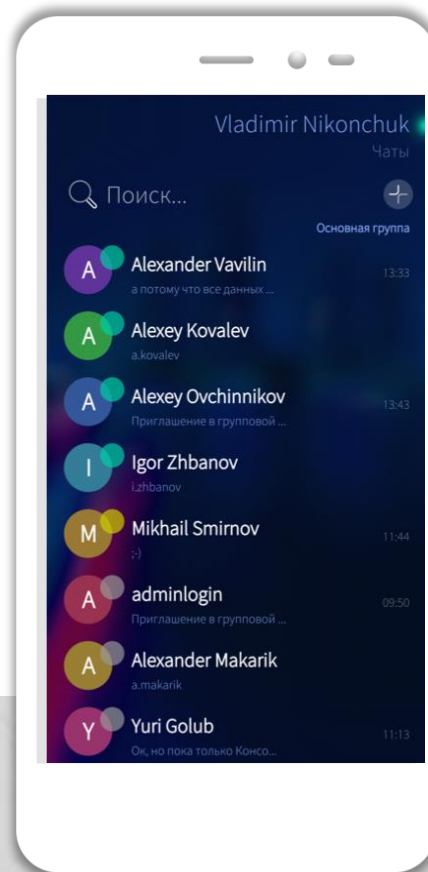 Vladimir Nikonchuk
Чаты
Поиск...
Основная группа
A Alexander Vavilin 13:33
а потому что все данных ...
A Alexey Kovalev
a.kovalev
A Alexey Ovchinnikov 13:43
Приглашение в групповой ...
I Igor Zhbanov
i.zhbanov
M Mikhail Smirnov 11:44
;-)
A adminlogin 09:50
Приглашение в групповой ...
A Alexander Makarik
a.makarik
Y Yuri Golub 11:13
Ок, но пока только Консо...